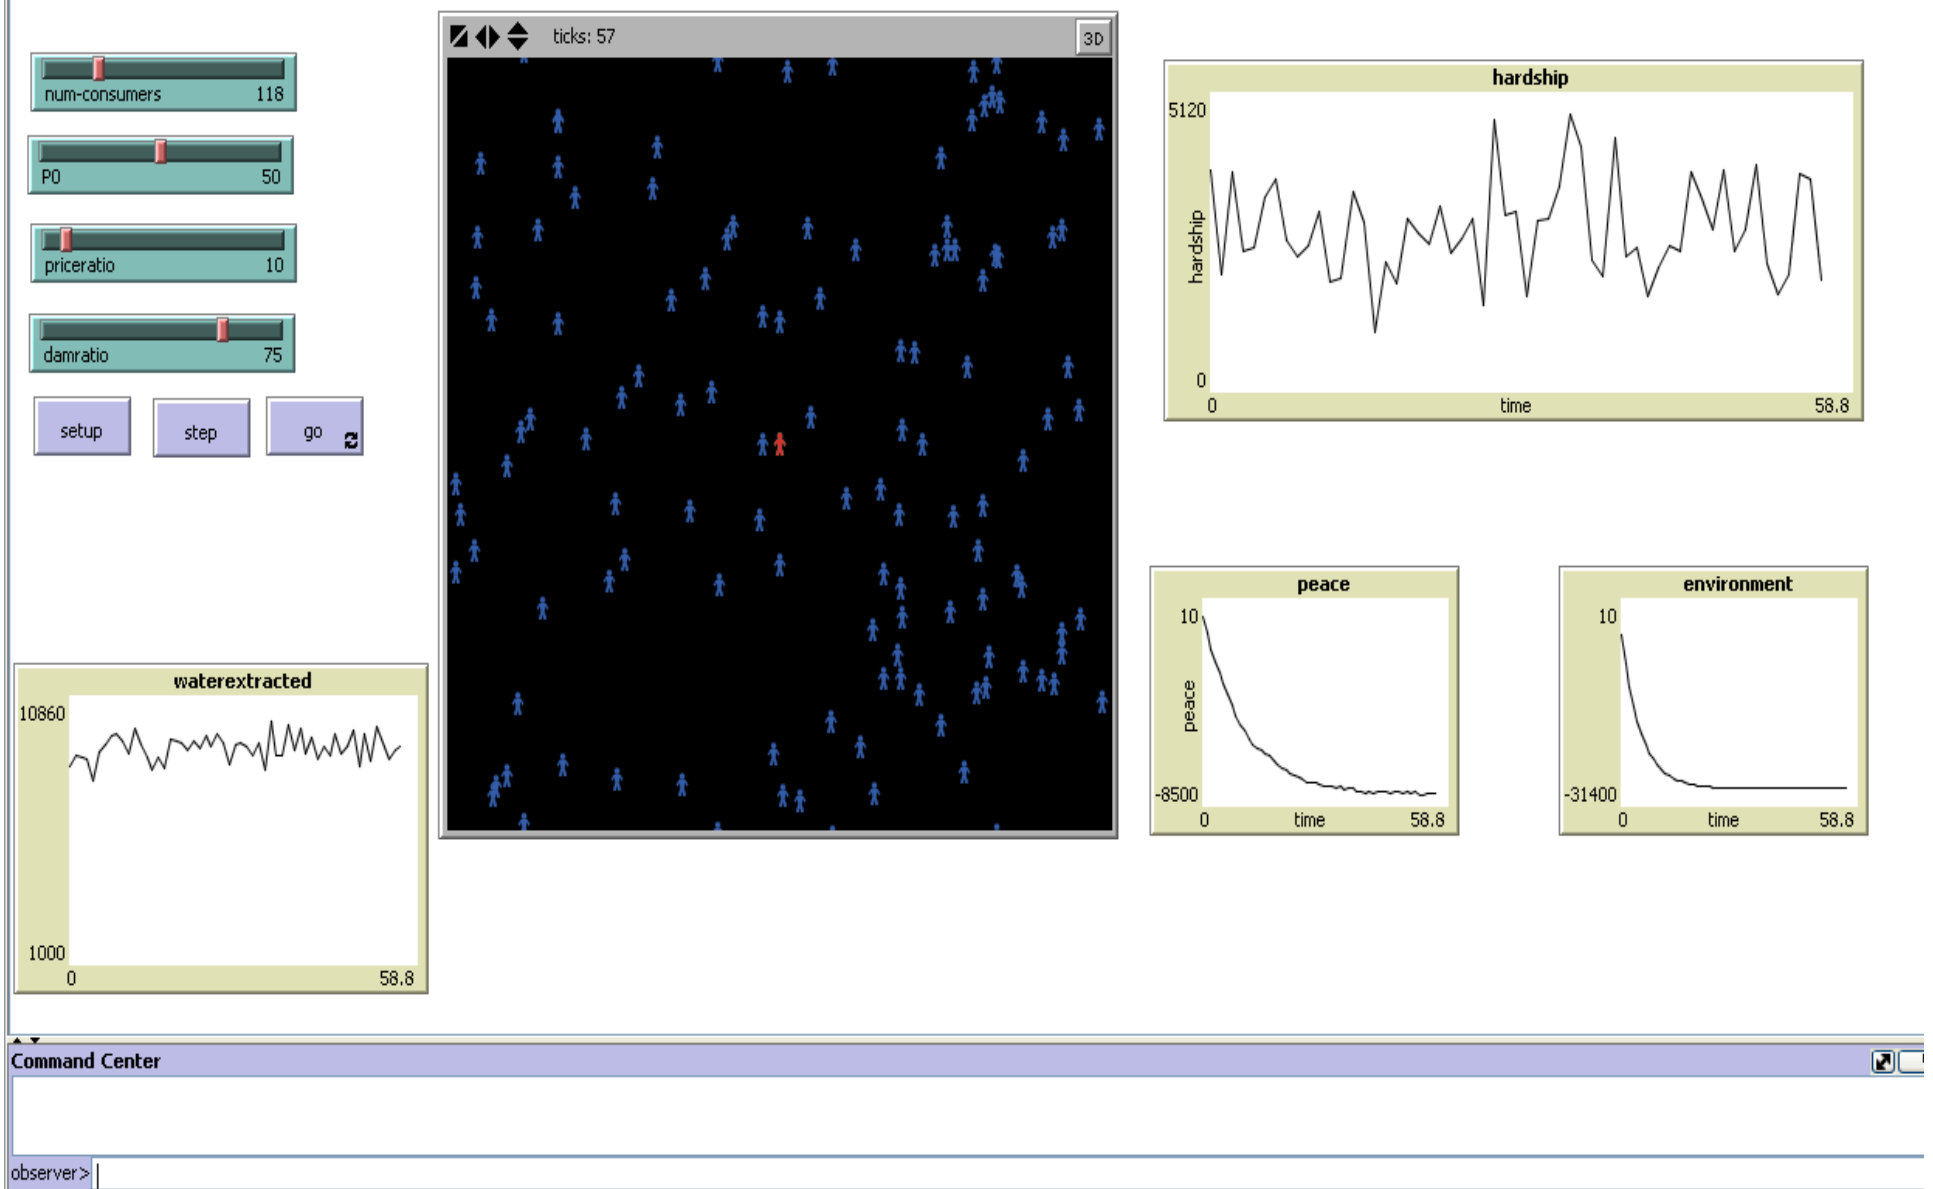 ticks: 57
3D
num-consumers 118
P0 50
priceratio 10
damratio 75
setup step go
waterextracted
10860
1000
0 58.8
hardship
5120
hardship
0
0 time 58.8
peace
10
peace
-8500
0 time 58.8
environment
10
-31400
0 time 58.8
Command Center
observer>